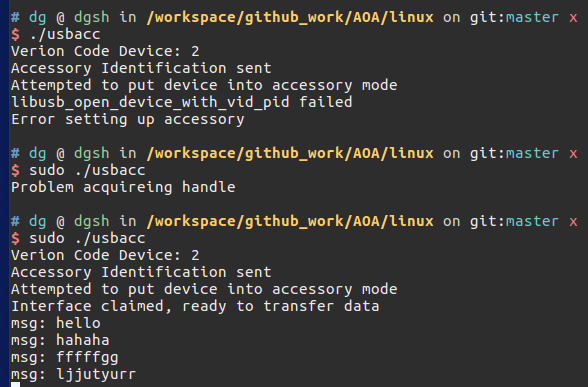 # dg @ dgsh in /workspace/github_work/AOA/linux on git:master x
$ ./usbacc
Verion Code Device: 2
Accessory Identification sent
Attempted to put device into accessory mode
libusb_open_device_with_vid_pid failed
Error setting up accessory
# dg @ dgsh in /workspace/github_work/AOA/linux on git:master x
$ sudo ./usbacc
Problem acquireing handle
# dg @ dgsh in /workspace/github_work/AOA/linux on git:master x
$ sudo ./usbacc
Verion Code Device: 2
Accessory Identification sent
Attempted to put device into accessory mode
Interface claimed, ready to transfer data
msg: hello
msg: hahaha
msg: fffffgg
msg: ljjutyurr